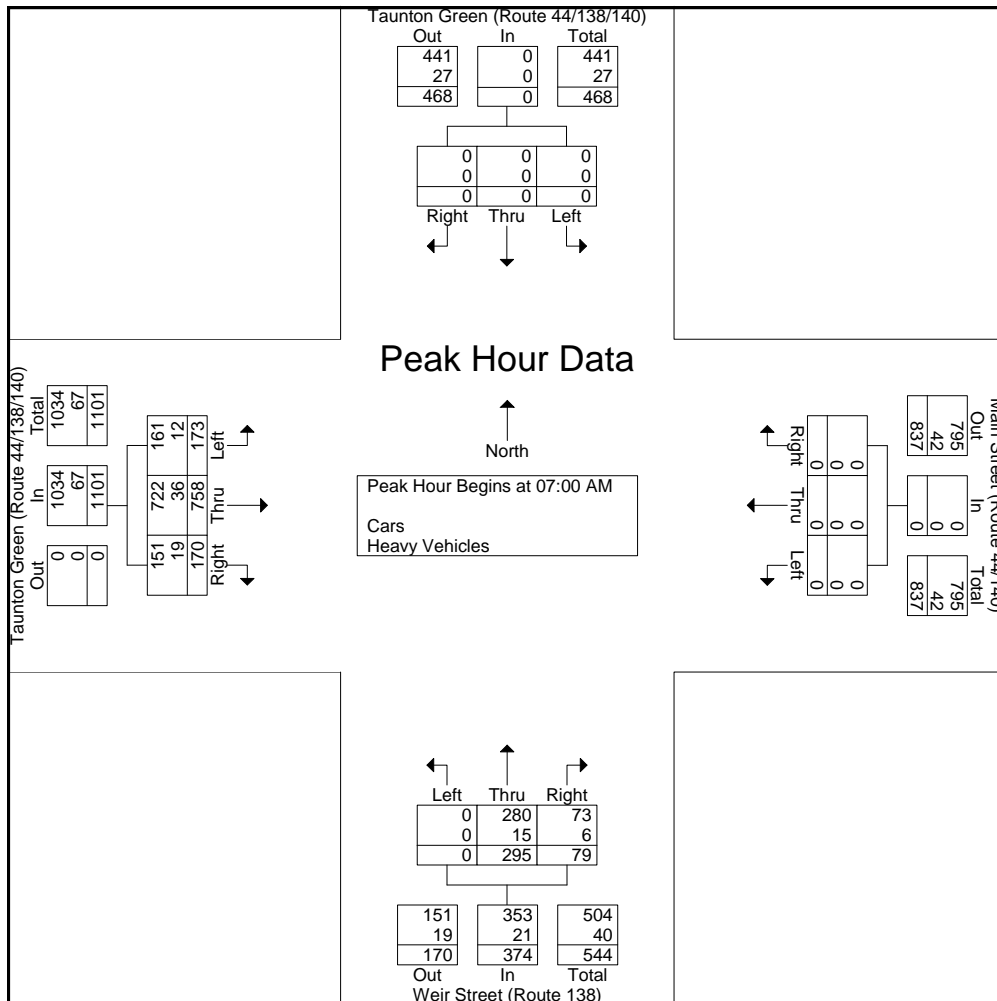 Taunton Green (Route 44/138/140)
Out In Total
441 0 441
27 0 27
468 0 468
0 0 0
0 0 0
0 0 0
Right Thru Left
Peak Hour Data
North
Peak Hour Begins at 07:00 AM
Cars
Heavy Vehicles
Taunton Green (Route 44/138/140)
Total In Out
1034 1034 0
67 67 0
1101 1101 0
161 722 151
12 36 19
173 758 170
Left Thru Right
Main Street (Route 44/140)
Out In Total
795 0 795
42 0 42
837 0 837
0 0 0
0 0 0
0 0 0
Right Thru Left
Left Thru Right
0 280 73
0 15 6
0 295 79
151 353 504
19 21 40
170 374 544
Out In Total
Weir Street (Route 138)